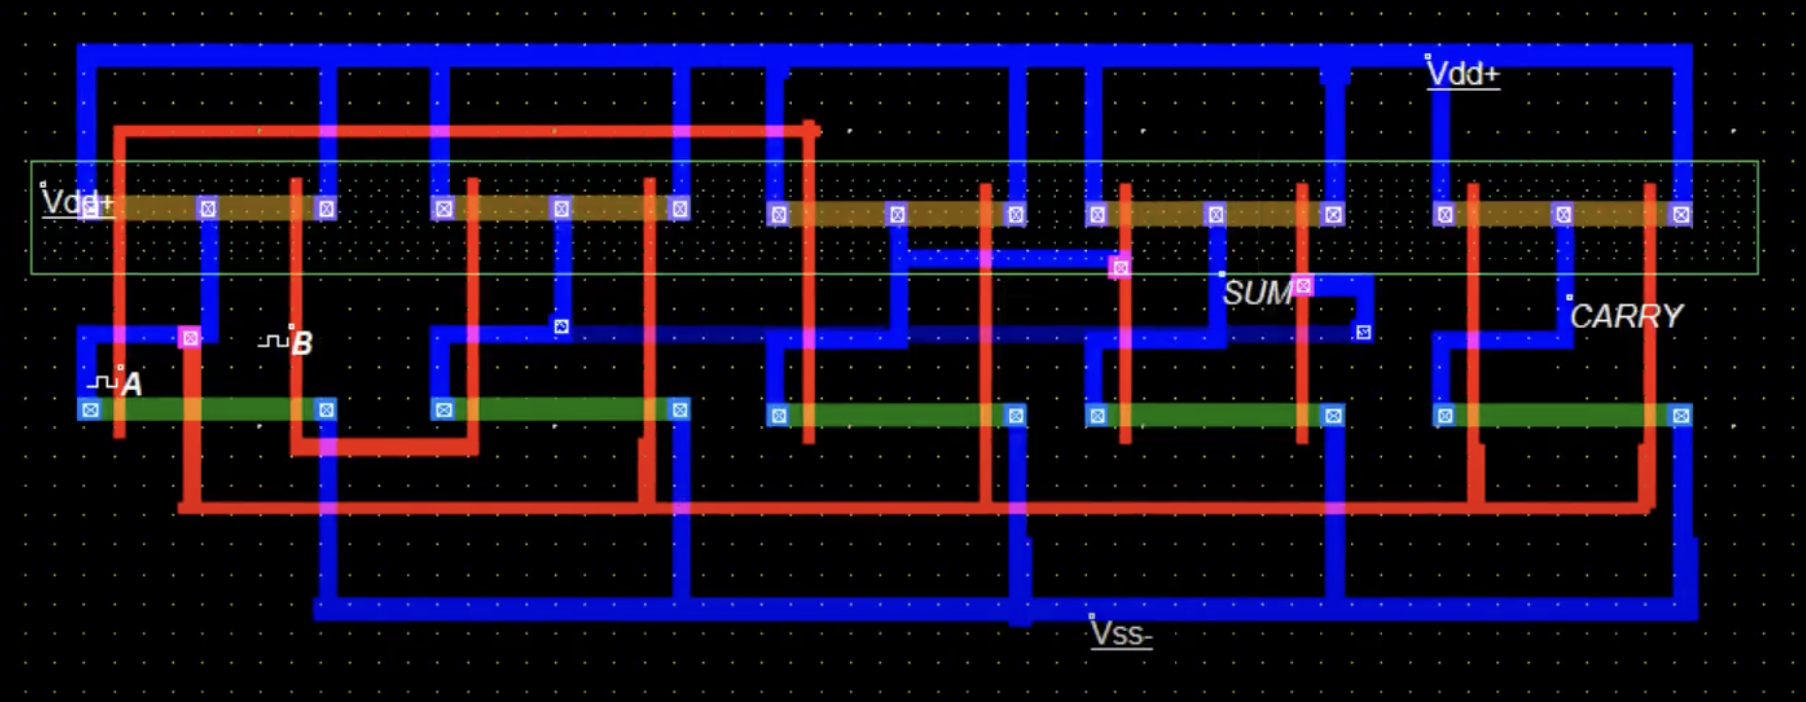 Vdd+
Vdd+
SUM
CARRY
B
A
Vss-